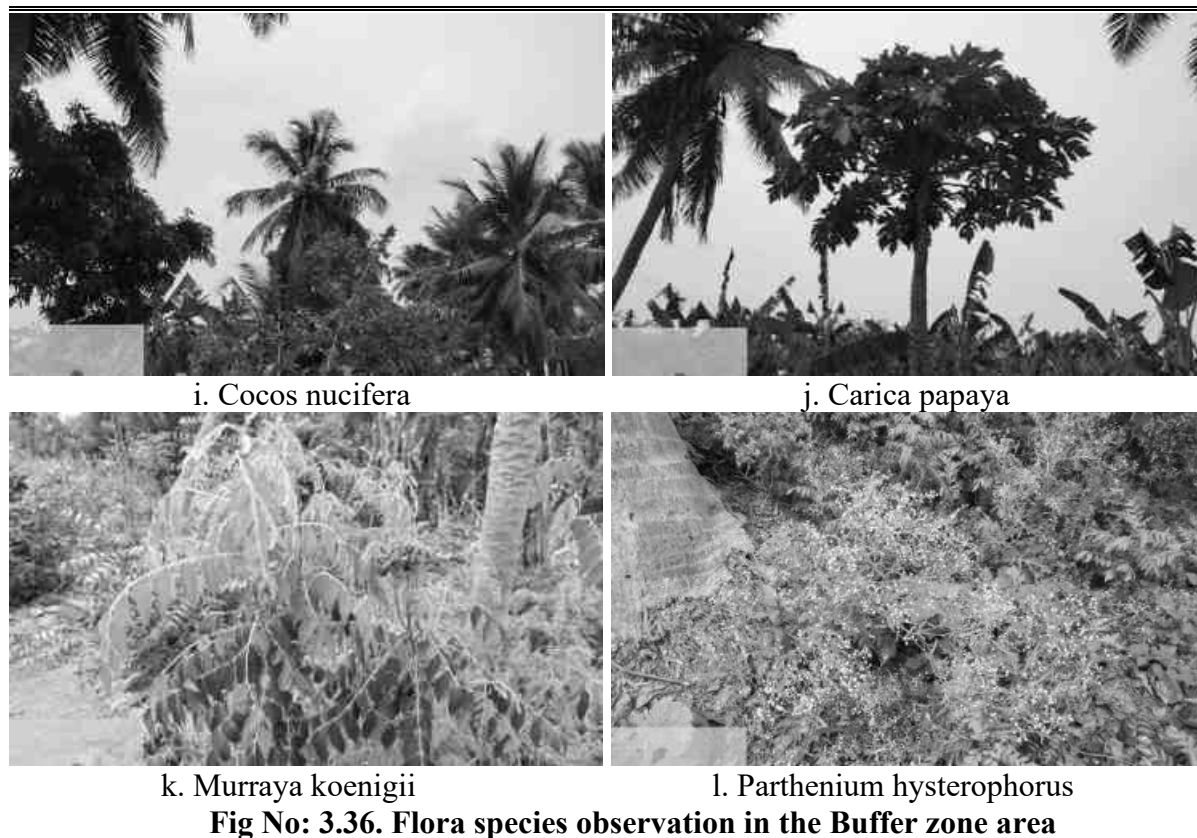 i. Cocos nucifera
j. Carica papaya
k. Murraya koenigii
l. Parthenium hysterophorus
Fig No: 3.36. Flora species observation in the Buffer zone area